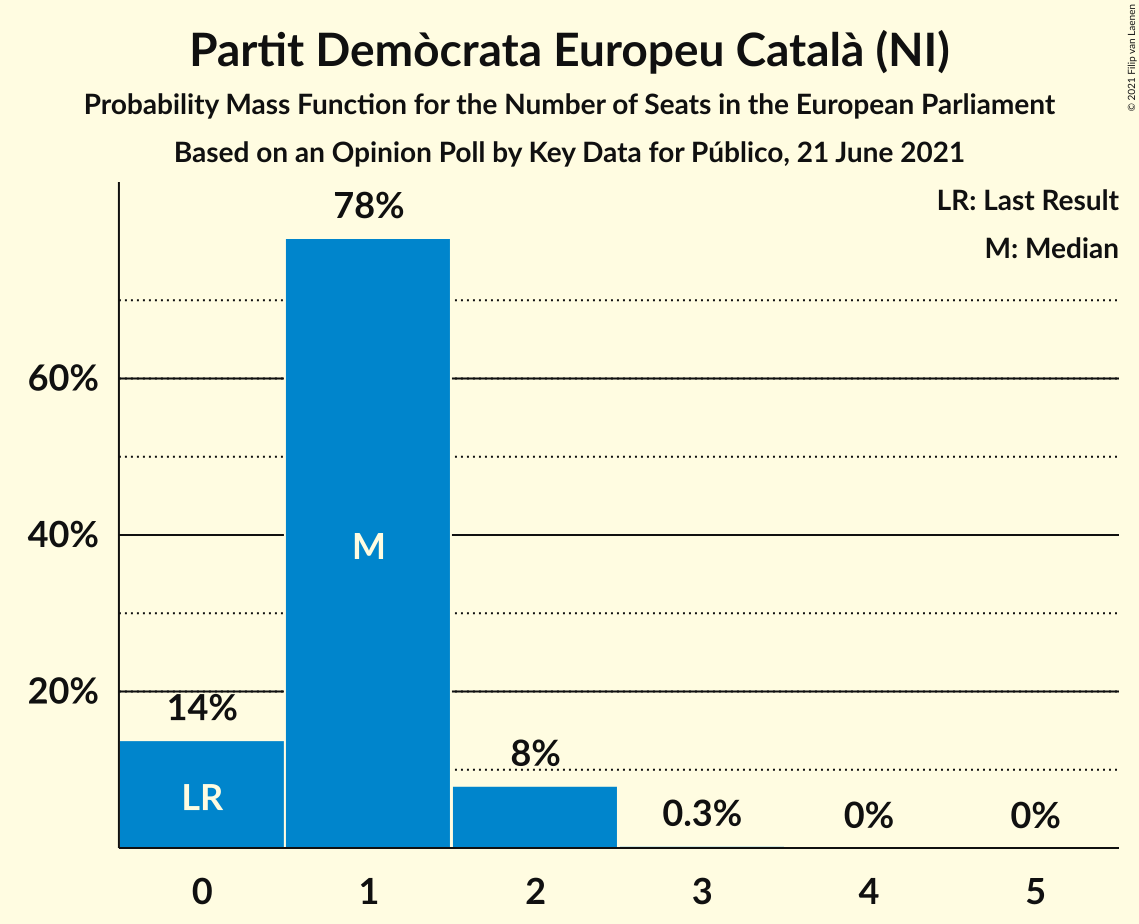 Partit Demòcrata Europeu Català (NI)
Probability Mass Function for the Number of Seats in the European Parliament
Based on an Opinion Poll by Key Data for Público, 21 June 2021
© 2021 Filip van Laenen
LR: Last Result
M: Median
78%
60%
40%
20%
M
14%
LR
8%
0.3%
0%
0%
0 1 2 3 4 5